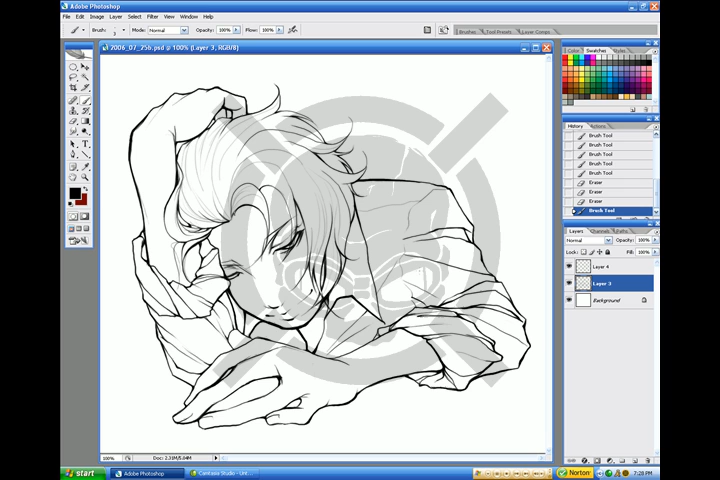 Adobe Photoshop
File Edit Image Layer Select Filter View Window Help
Brush: 3 Mode: Normal Opacity: 100% Flow: 100%
Brushes Tool Presets Layer Comps
2006_07_25b.psd @ 100% (Layer 3, RGB/8)
Color Swatches Styles
History Actions
Brush Tool
Brush Tool
Brush Tool
Brush Tool
Brush Tool
Eraser
Eraser
Eraser
Brush Tool
Layers Channels Paths
Normal Opacity: 100%
Lock: Fill: 100%
Layer 4
Layer 3
Background
100% Doc: 2.31M/5.04M
start Adobe Photoshop Camtasia Studio - Unt... Norton 7:28 PM